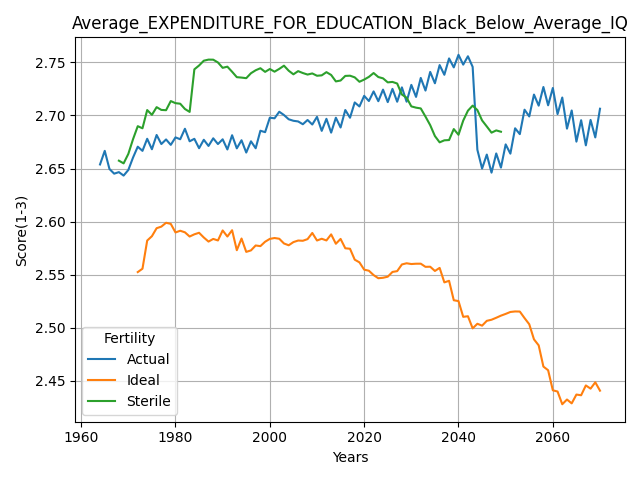 Average_EXPENDITURE_FOR_EDUCATION_Black_Below_Average_IQ
2.75
2.70
2.65
2.60
2.55
2.50
2.45
Score(1-3)
Fertility
Actual
Ideal
Sterile
1960
1980
2000
2020
2040
2060
Years